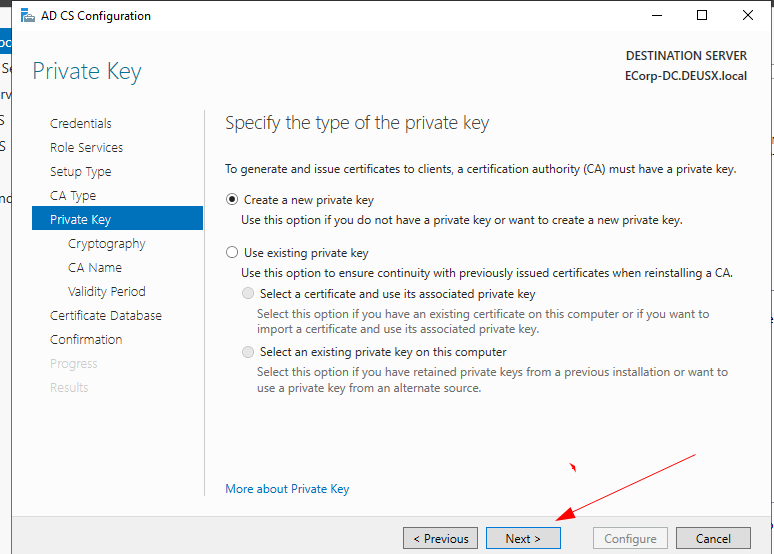 AD CS Configuration
Private Key
DESTINATION SERVER
ECorp-DC.DEUSX.local
Credentials
Role Services
Setup Type
CA Type
Private Key
Cryptography
CA Name
Validity Period
Certificate Database
Confirmation
Progress
Results
Specify the type of the private key
To generate and issue certificates to clients, a certification authority (CA) must have a private key.
Create a new private key
Use this option if you do not have a private key or want to create a new private key.
Use existing private key
Use this option to ensure continuity with previously issued certificates when reinstalling a CA.
Select a certificate and use its associated private key
Select this option if you have an existing certificate on this computer or if you want to
import a certificate and use its associated private key.
Select an existing private key on this computer
Select this option if you have retained private keys from a previous installation or want to
use a private key from an alternate source.
More about Private Key
< Previous
Next >
Configure
Cancel